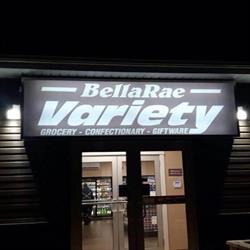 BellaRae
Variety
GROCERY - CONFECTIONARY - GIFTWARE